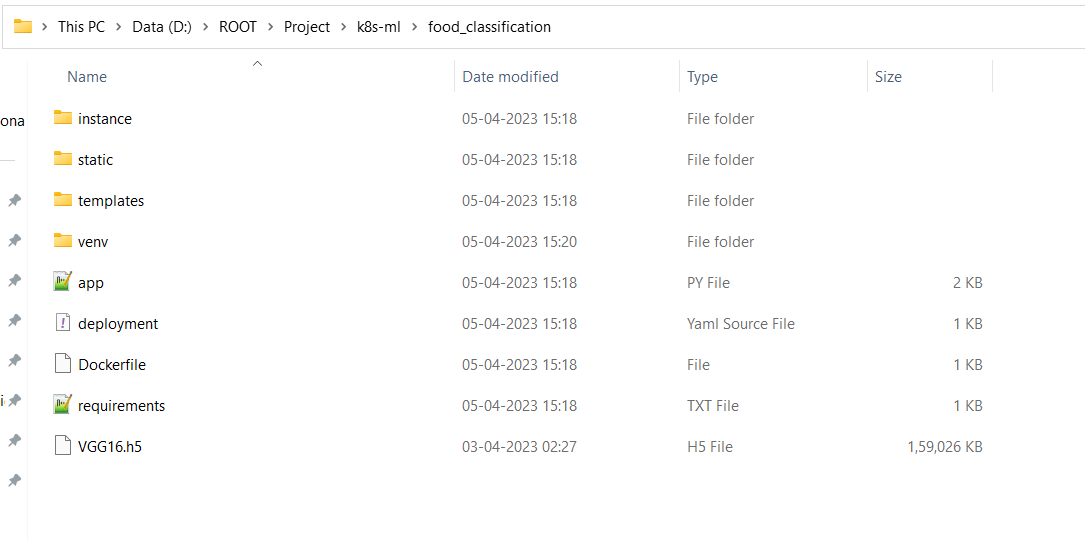 This PC > Data (D:) > ROOT > Project > k8s-ml > food_classification
Name Date modified Type Size
ona
instance 05-04-2023 15:18 File folder
static 05-04-2023 15:18 File folder
templates 05-04-2023 15:18 File folder
venv 05-04-2023 15:20 File folder
app 05-04-2023 15:18 PY File 2 KB
deployment 05-04-2023 15:18 Yaml Source File 1 KB
Dockerfile 05-04-2023 15:18 File 1 KB
requirements 05-04-2023 15:18 TXT File 1 KB
VGG16.h5 03-04-2023 02:27 H5 File 1,59,026 KB